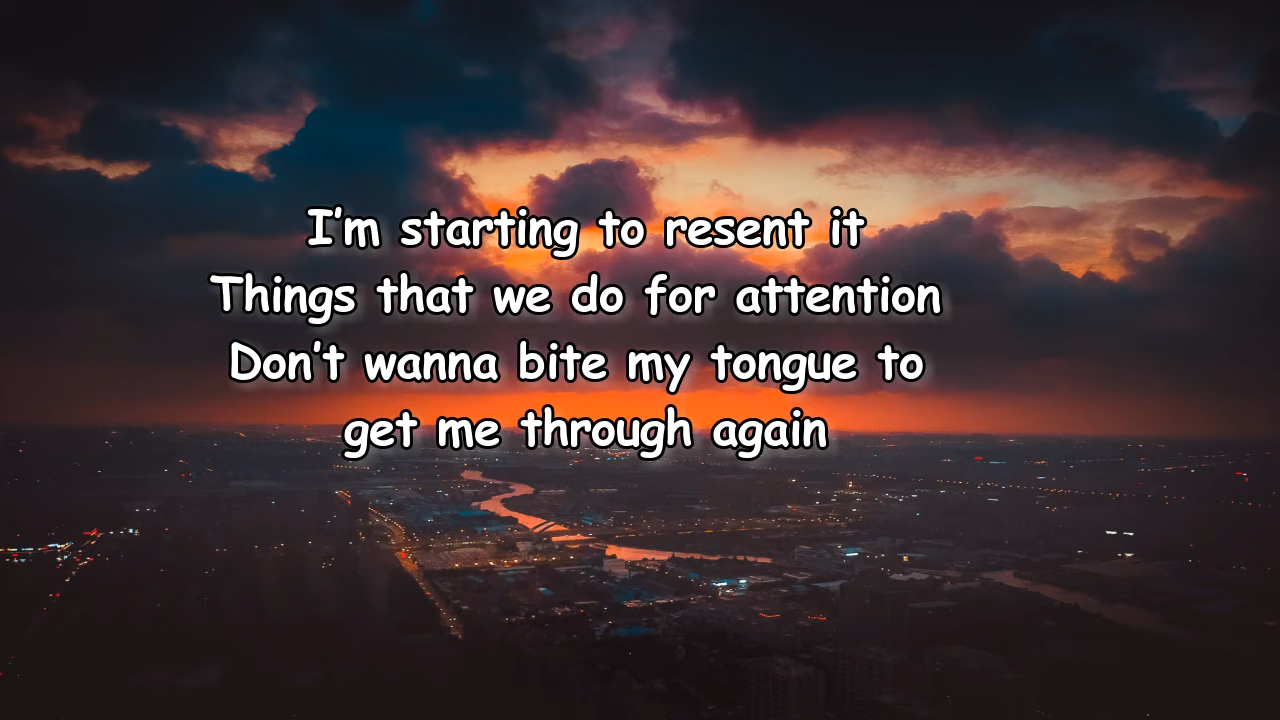 I'm starting to resent it
Things that we do for attention
Don't wanna bite my tongue to
get me through again